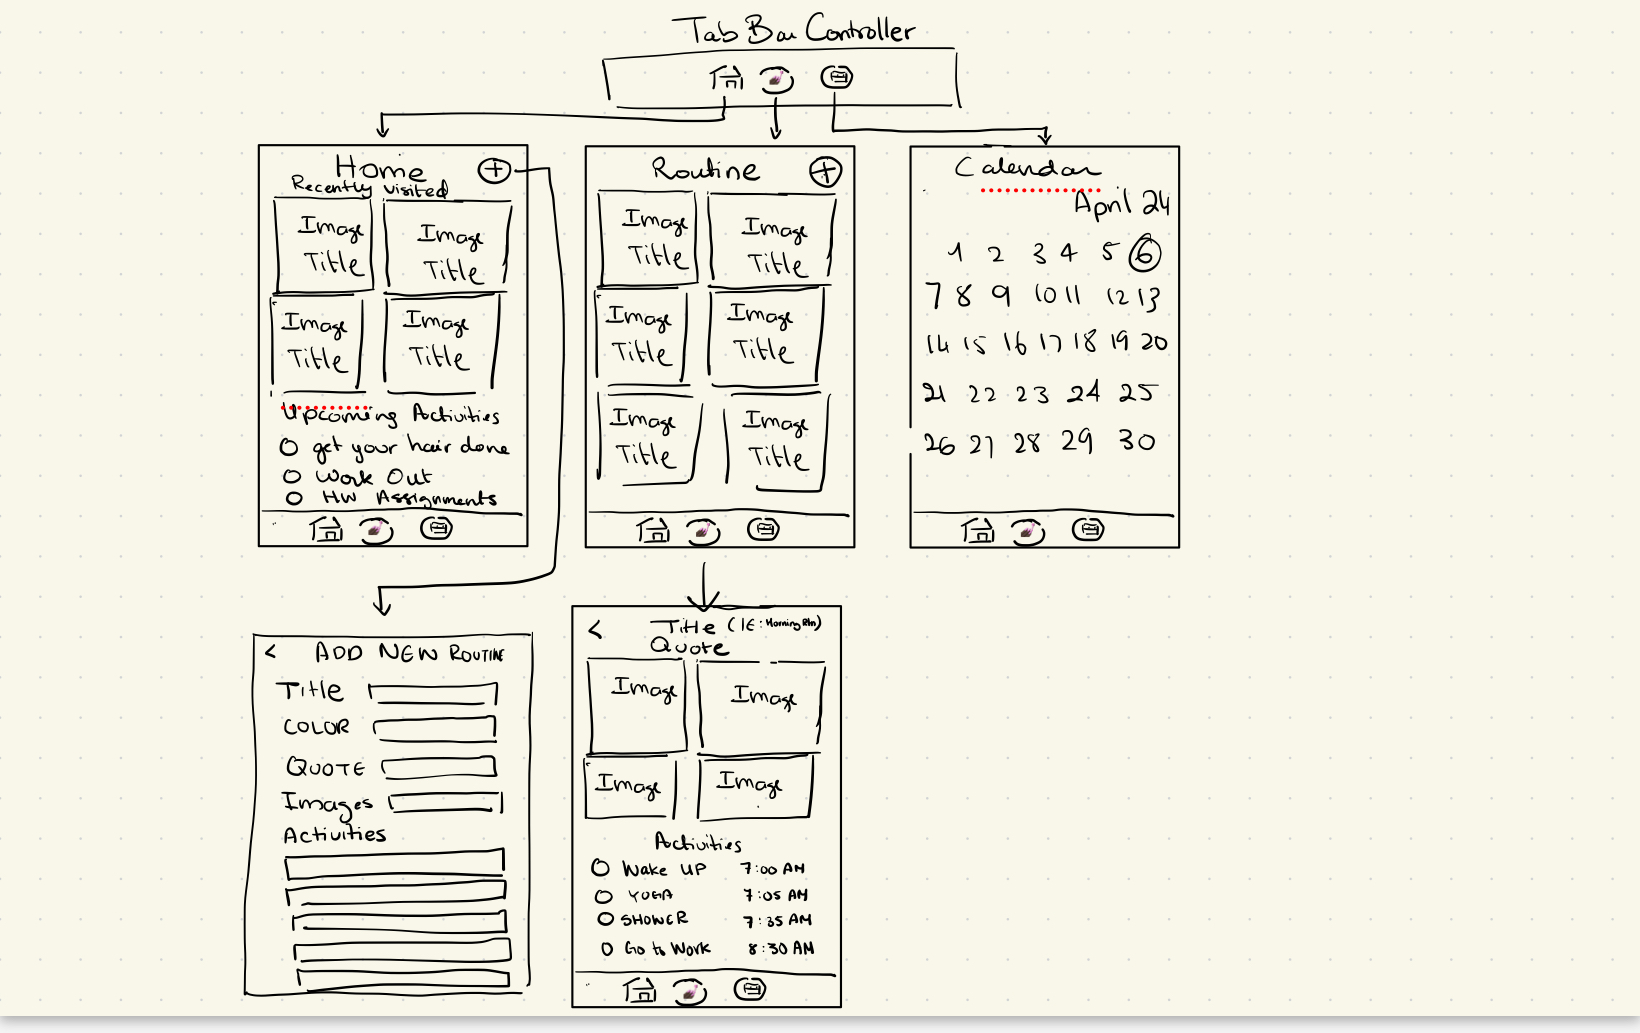 Tab Bar Controller
Home
Recently visited
Image
Title
Image
Title
Image
Title
Image
Title
Upcoming Activities
get your hair done
Work Out
HW Assignments
Routine
Image
Title
Image
Title
Image
Title
Image
Title
Image
Title
Image
Title
Calendar
April 24
1 2 3 4 5 6
7 8 9 10 11 12 13
14 15 16 17 18 19 20
21 22 23 24 25
26 27 28 29 30
< ADD NEW ROUTINE
Title
COLOR
QUOTE
Images
Activities
< Title (IE: Morning Rtn)
Quote
Image
Image
Image
Image
Activities
Wake UP 7:00 AM
YOGA 7:05 AM
SHOWER 7:35 AM
Go to Work 8:30 AM